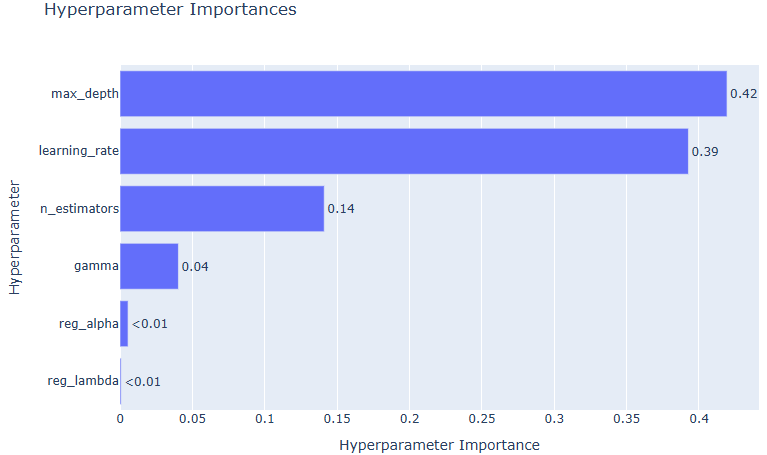 Hyperparameter Importances
Hyperparameter
max_depth
0.42
learning_rate
0.39
n_estimators
0.14
gamma
0.04
reg_alpha
<0.01
reg_lambda
<0.01
0
0.05
0.1
0.15
0.2
0.25
0.3
0.35
0.4
Hyperparameter Importance